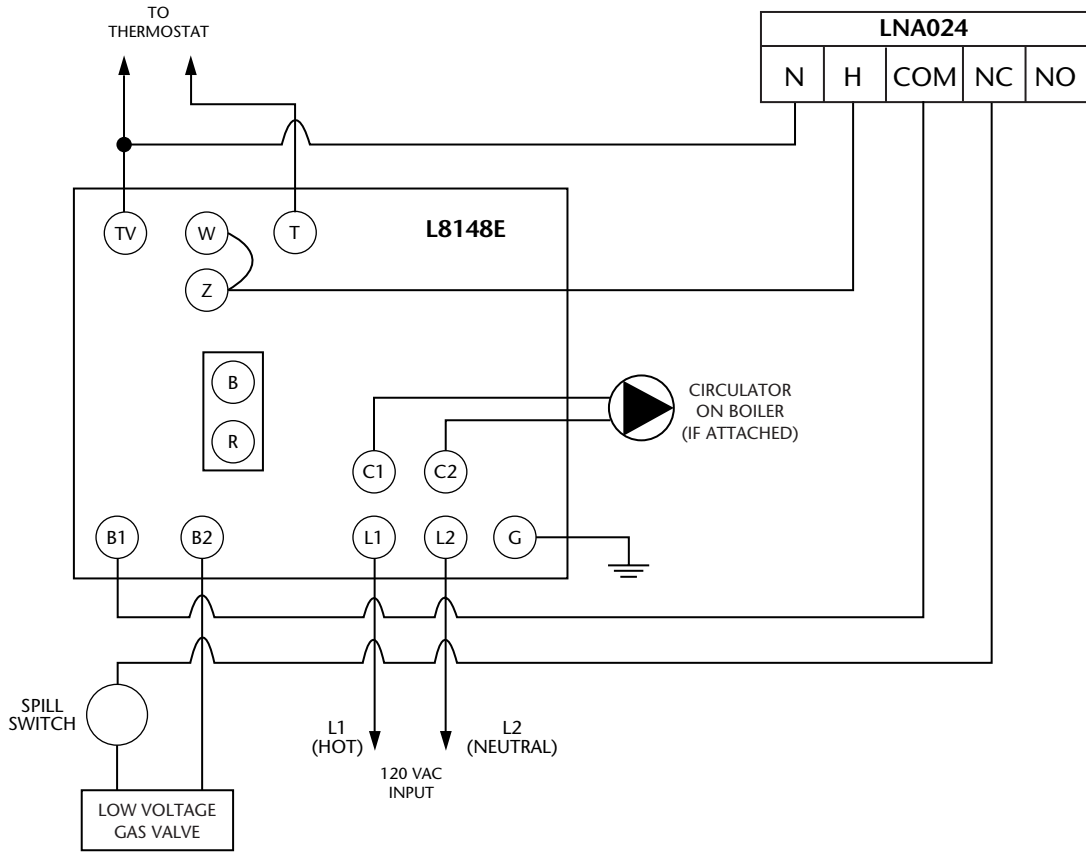 TO
THERMOSTAT
LNA024
N H COM NC NO
TV W T L8148E
Z
B
R
CIRCULATOR
ON BOILER
(IF ATTACHED)
C1 C2
B1 B2 L1 L2 G
SPILL
SWITCH
L1
(HOT)
L2
(NEUTRAL)
120 VAC
INPUT
LOW VOLTAGE
GAS VALVE